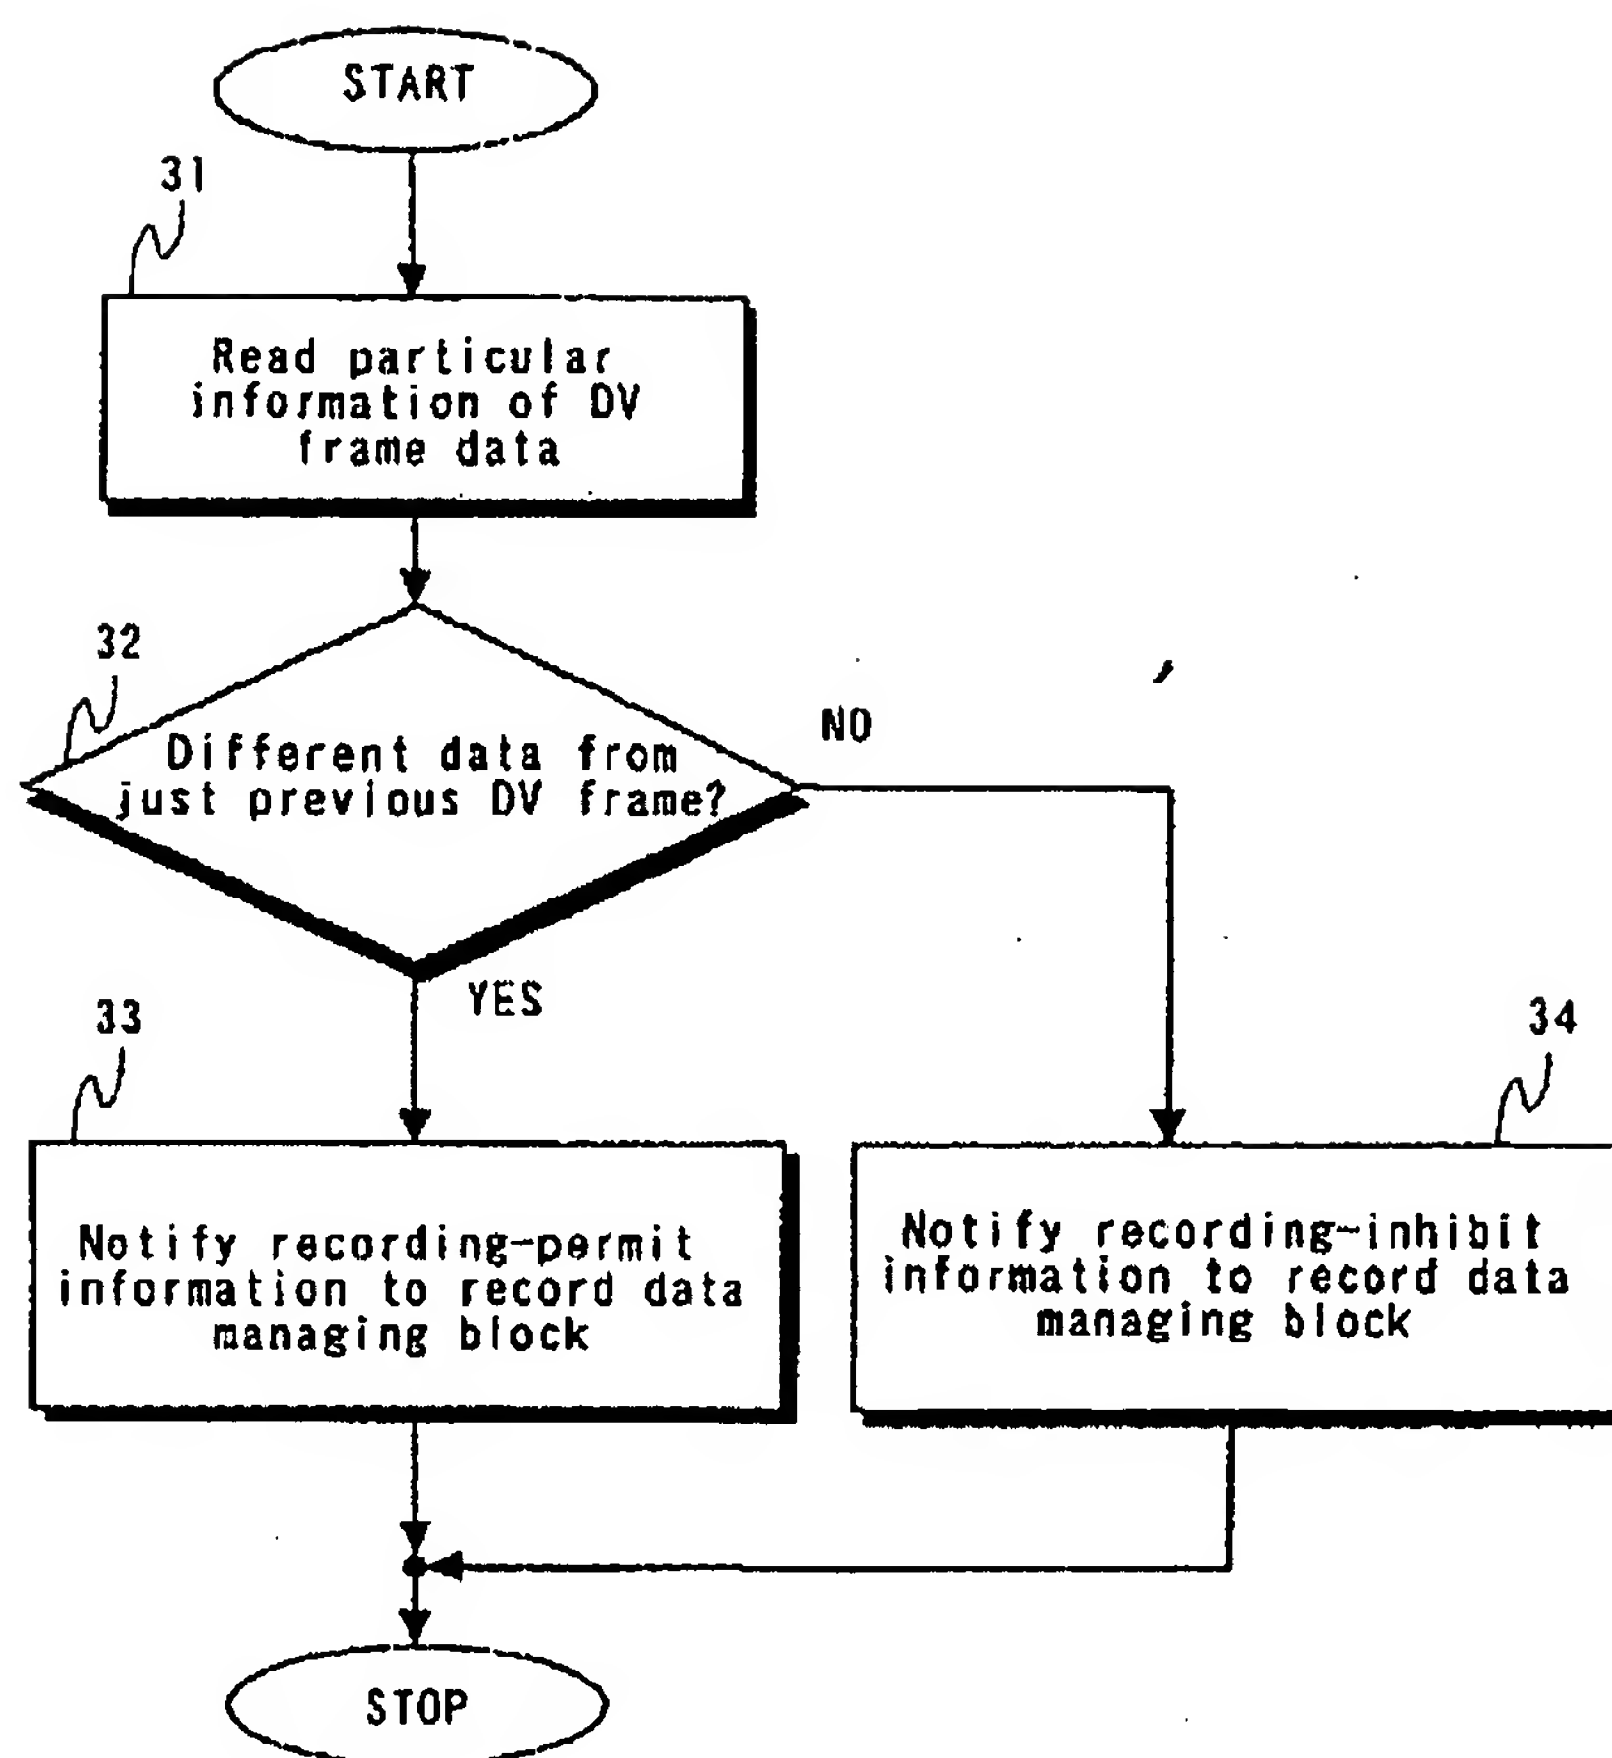 START
31
Read particular
information of DV
frame data
32
Different data from
just previous DV frame?
NO
YES
33
Notify recording-permit
information to record data
managing block
34
Notify recording-inhibit
information to record data
managing block
STOP